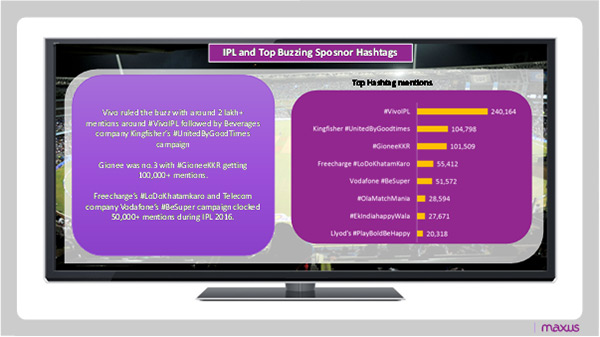 IPL and Top Buzzing Sposnor Hashtags
Vivo ruled the buzz with around 2 lakh+
mentions around #VivoIPL followed by Beverages
company Kingfisher's #UnitedByGoodTimes
campaign
Gionee was no.3 with #GioneeKKR getting
100,000+ mentions.
Freecharge's #LoDoKhatamkaro and Telecom
company Vodafone's #BeSuper campaign clocked
50,000+ mentions during IPL 2016.
Top Hashtag mentions
#VivoIPL 240,164
Kingfisher #UnitedByGoodtimes 104,798
#GioneeKKR 101,509
Freecharge #LoDoKhatamKaro 55,412
Vodafone #BeSuper 51,572
#OlaMatchMania 28,594
#EkIndiahappyWala 27,671
Llyod's #PlayBoldBeHappy 20,318
maxus